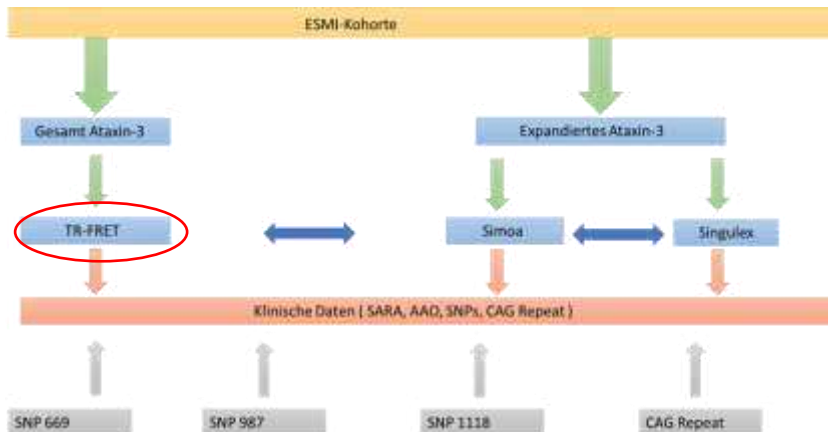 ESMI-Kohorte
Gesamt Ataxin-3
Expandiertes Ataxin-3
TR-FRET
Simoa
Singulex
Klinische Daten ( SARA, AAO, SNPs, CAG Repeat )
SNP 669
SNP 987
SNP 1118
CAG Repeat